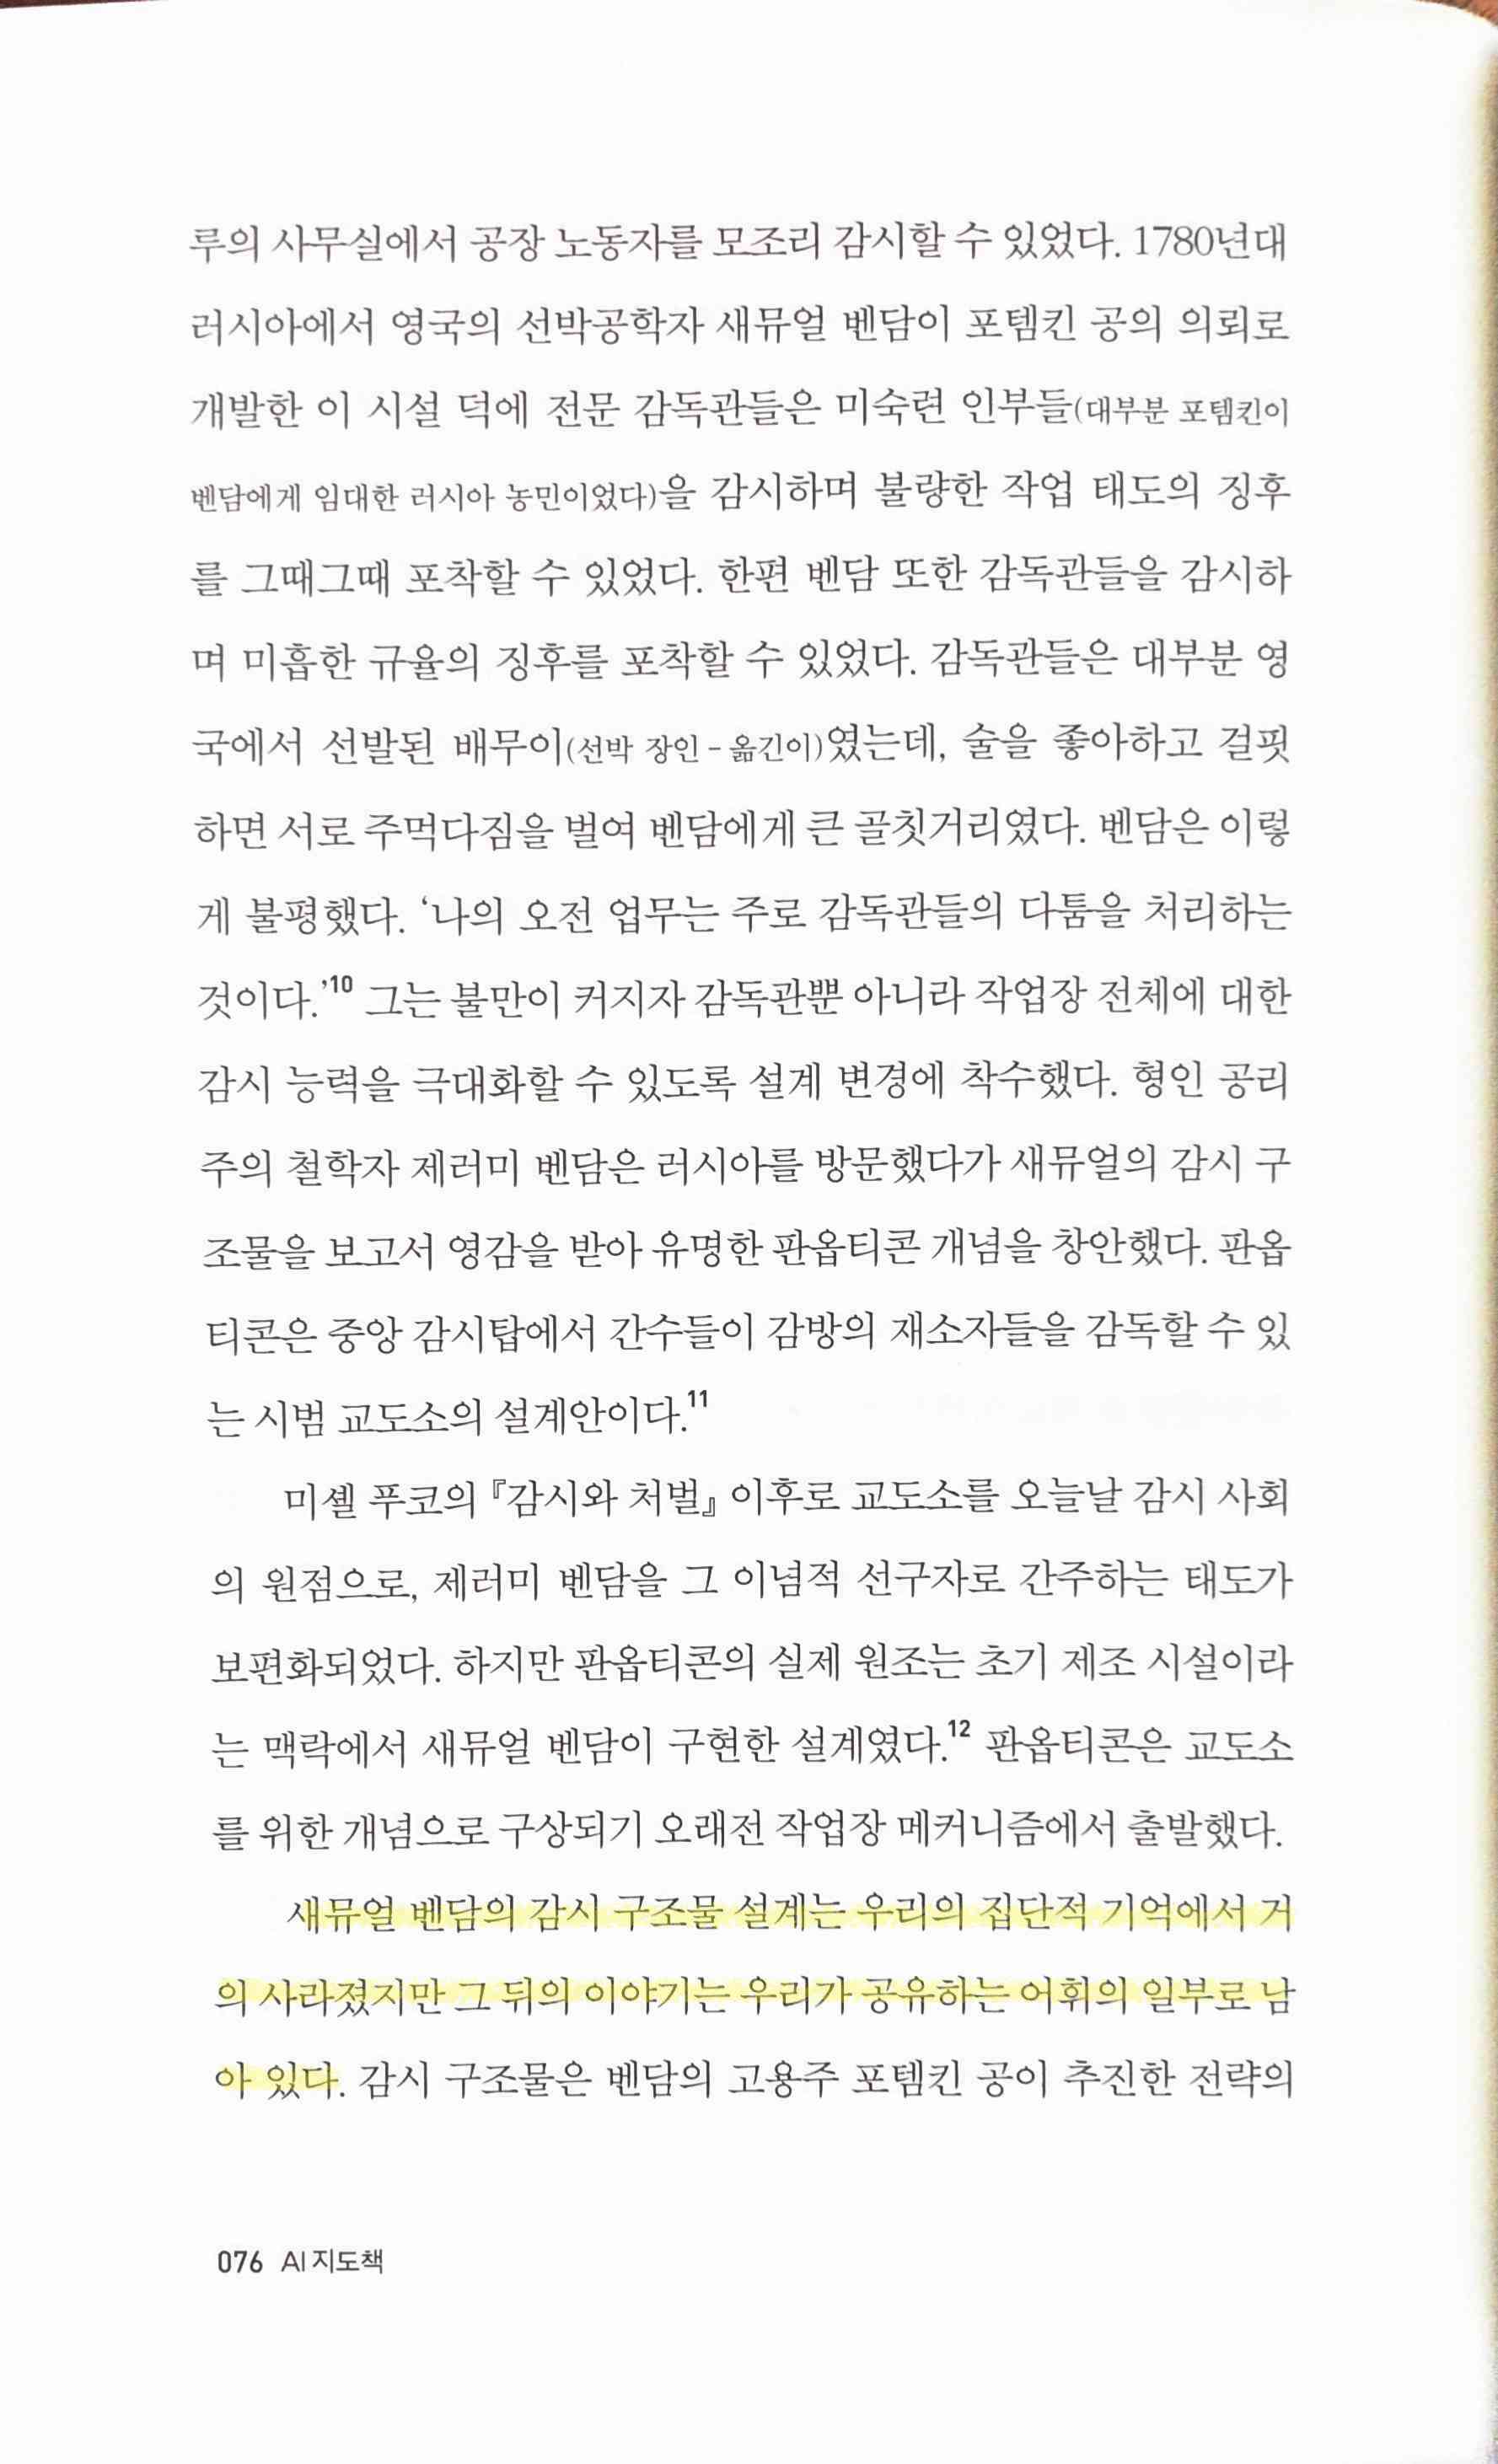 루의 사무실에서 공장 노동자를 모조리 감시할 수 있었다. 1780년대
러시아에서 영국의 선박공학자 새뮤얼 벤담이 포템킨 공의 의뢰로
개발한 이 시설 덕에 전문 감독관들은 미숙련 인부들(대부분 포템킨이
벤담에게 임대한 러시아 농민이었다)을 감시하며 불량한 작업 태도의 징후
를 그때그때 포착할 수 있었다. 한편 벤담 또한 감독관들을 감시하
며 미흡한 규율의 징후를 포착할 수 있었다. 감독관들은 대부분 영
국에서 선발된 배무이(선박 장인 - 옮긴이)였는데, 술을 좋아하고 걸핏
하면 서로 주먹다짐을 벌여 벤담에게 큰 골칫거리였다. 벤담은 이렇
게 불평했다. ‘나의 오전 업무는 주로 감독관들의 다툼을 처리하는
것이다.’10 그는 불만이 커지자 감독관뿐 아니라 작업장 전체에 대한
감시 능력을 극대화할 수 있도록 설계 변경에 착수했다. 형인 공리
주의 철학자 제러미 벤담은 러시아를 방문했다가 새뮤얼의 감시 구
조물을 보고서 영감을 받아 유명한 판옵티콘 개념을 창안했다. 판옵
티콘은 중앙 감시탑에서 간수들이 감방의 재소자들을 감독할 수 있
는 시범 교도소의 설계안이다.11
미셸 푸코의 『감시와 처벌』 이후로 교도소를 오늘날 감시 사회
의 원점으로, 제러미 벤담을 그 이념적 선구자로 간주하는 태도가
보편화되었다. 하지만 판옵티콘의 실제 원조는 초기 제조 시설이라
는 맥락에서 새뮤얼 벤담이 구현한 설계였다.12 판옵티콘은 교도소
를 위한 개념으로 구상되기 오래전 작업장 메커니즘에서 출발했다.
새뮤얼 벤담의 감시 구조물 설계는 우리의 집단적 기억에서 거
의 사라졌지만 그 뒤의 이야기는 우리가 공유하는 어휘의 일부로 남
아 있다. 감시 구조물은 벤담의 고용주 포템킨 공이 추진한 전략의
076 AI 지도책